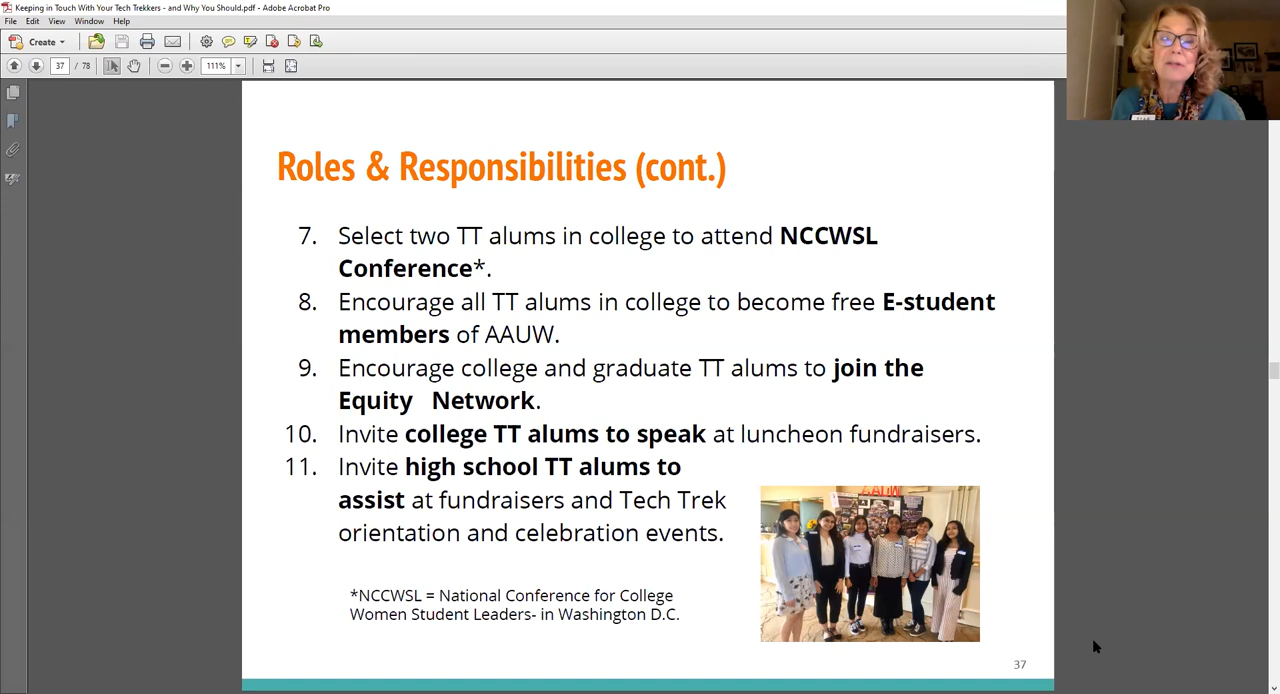 Keeping in Touch With Your Tech Trekkers - and Why You Should.pdf - Adobe Acrobat Pro
File Edit View Window Help
Create
37 / 78 111%
Roles & Responsibilities (cont.)
7. Select two TT alums in college to attend NCCWSL
Conference*.
8. Encourage all TT alums in college to become free E-student
members of AAUW.
9. Encourage college and graduate TT alums to join the
Equity Network.
10. Invite college TT alums to speak at luncheon fundraisers.
11. Invite high school TT alums to
assist at fundraisers and Tech Trek
orientation and celebration events.
AAUW
*NCCWSL = National Conference for College
Women Student Leaders- in Washington D.C.
37